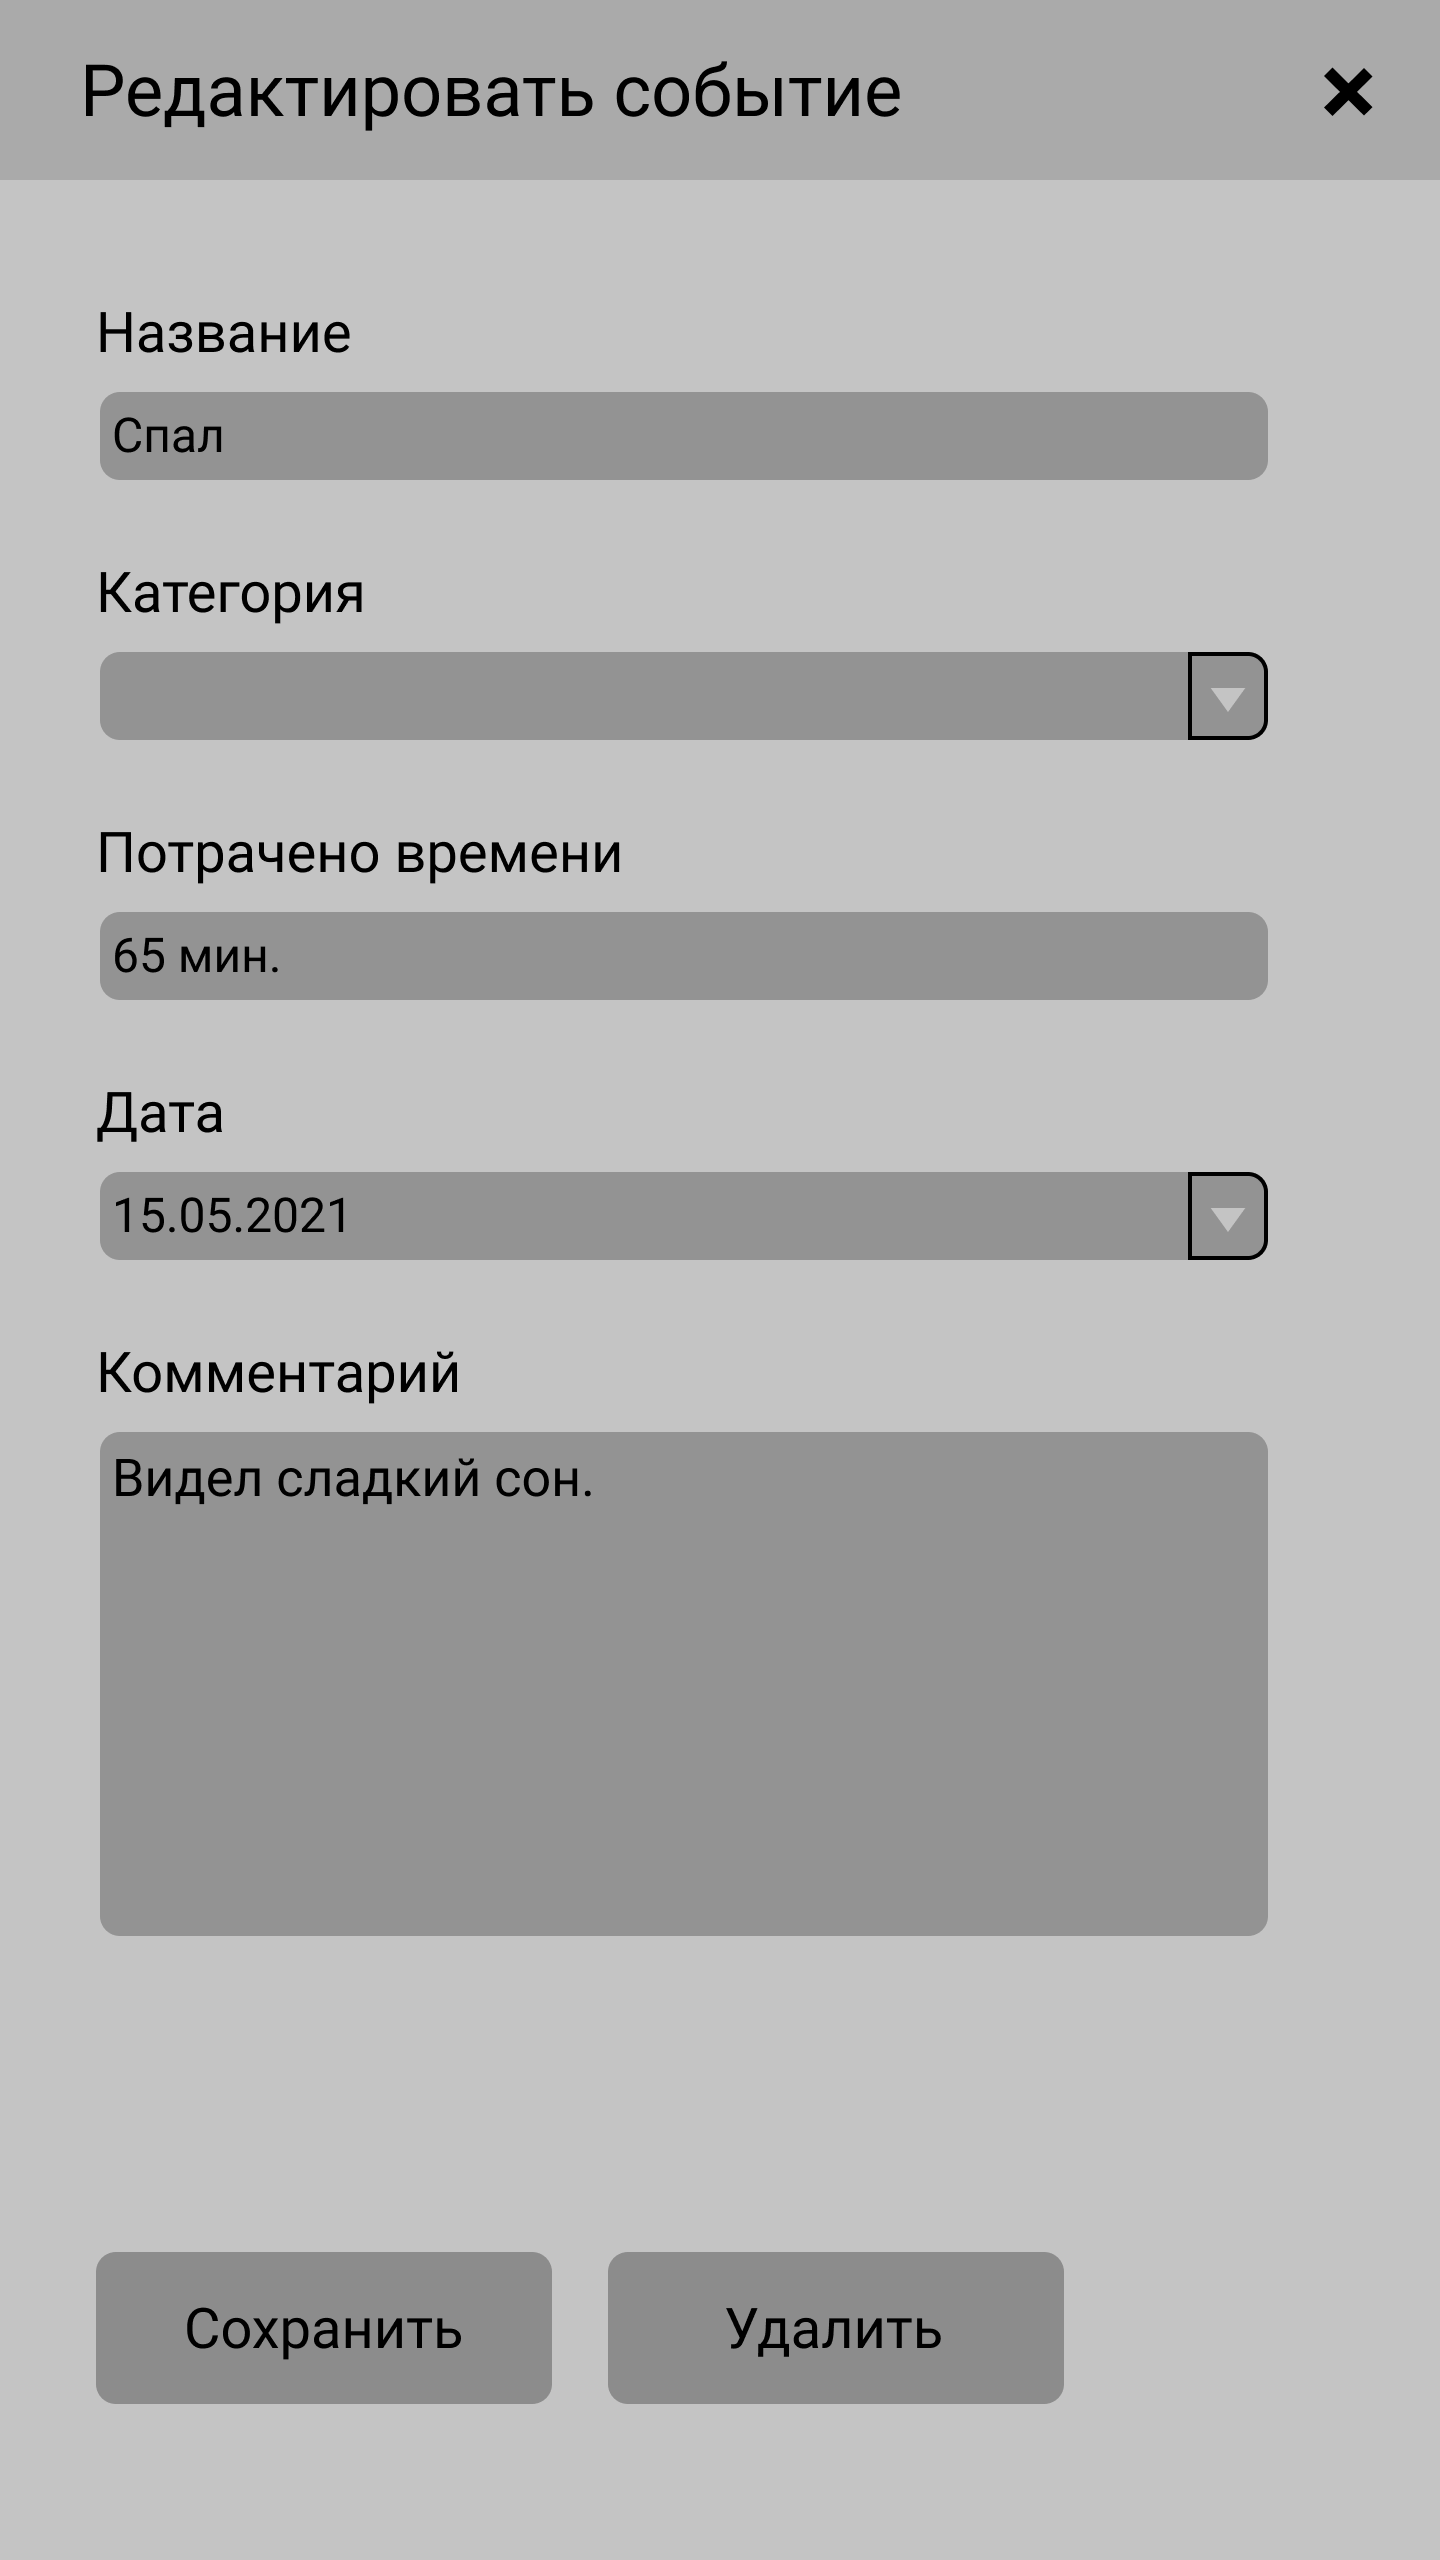 Редактировать событие
Название
Спал
Категория
Потрачено времени
65 мин.
Дата
15.05.2021
Комментарий
Видел сладкий сон.
Сохранить
Удалить